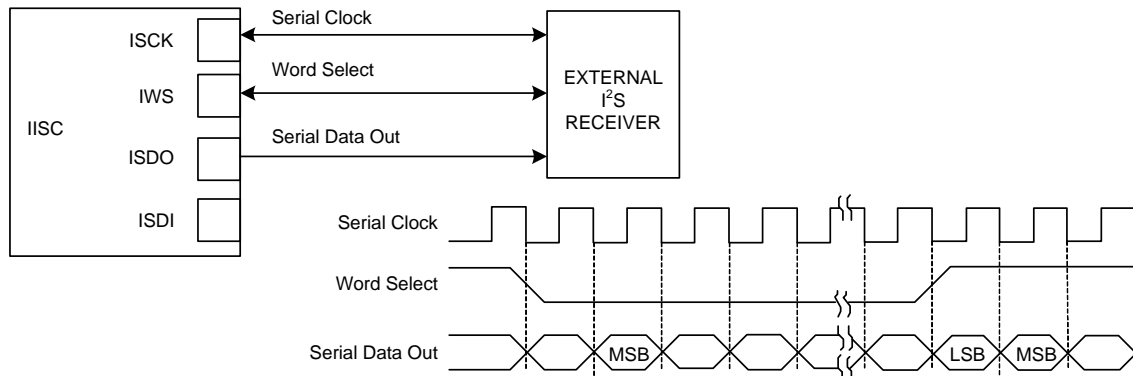 Serial Clock
ISCK
Word Select
IWS
EXTERNAL
I²S
RECEIVER
IISC
Serial Data Out
ISDO
ISDI
Serial Clock
Word Select
Serial Data Out
MSB
LSB
MSB